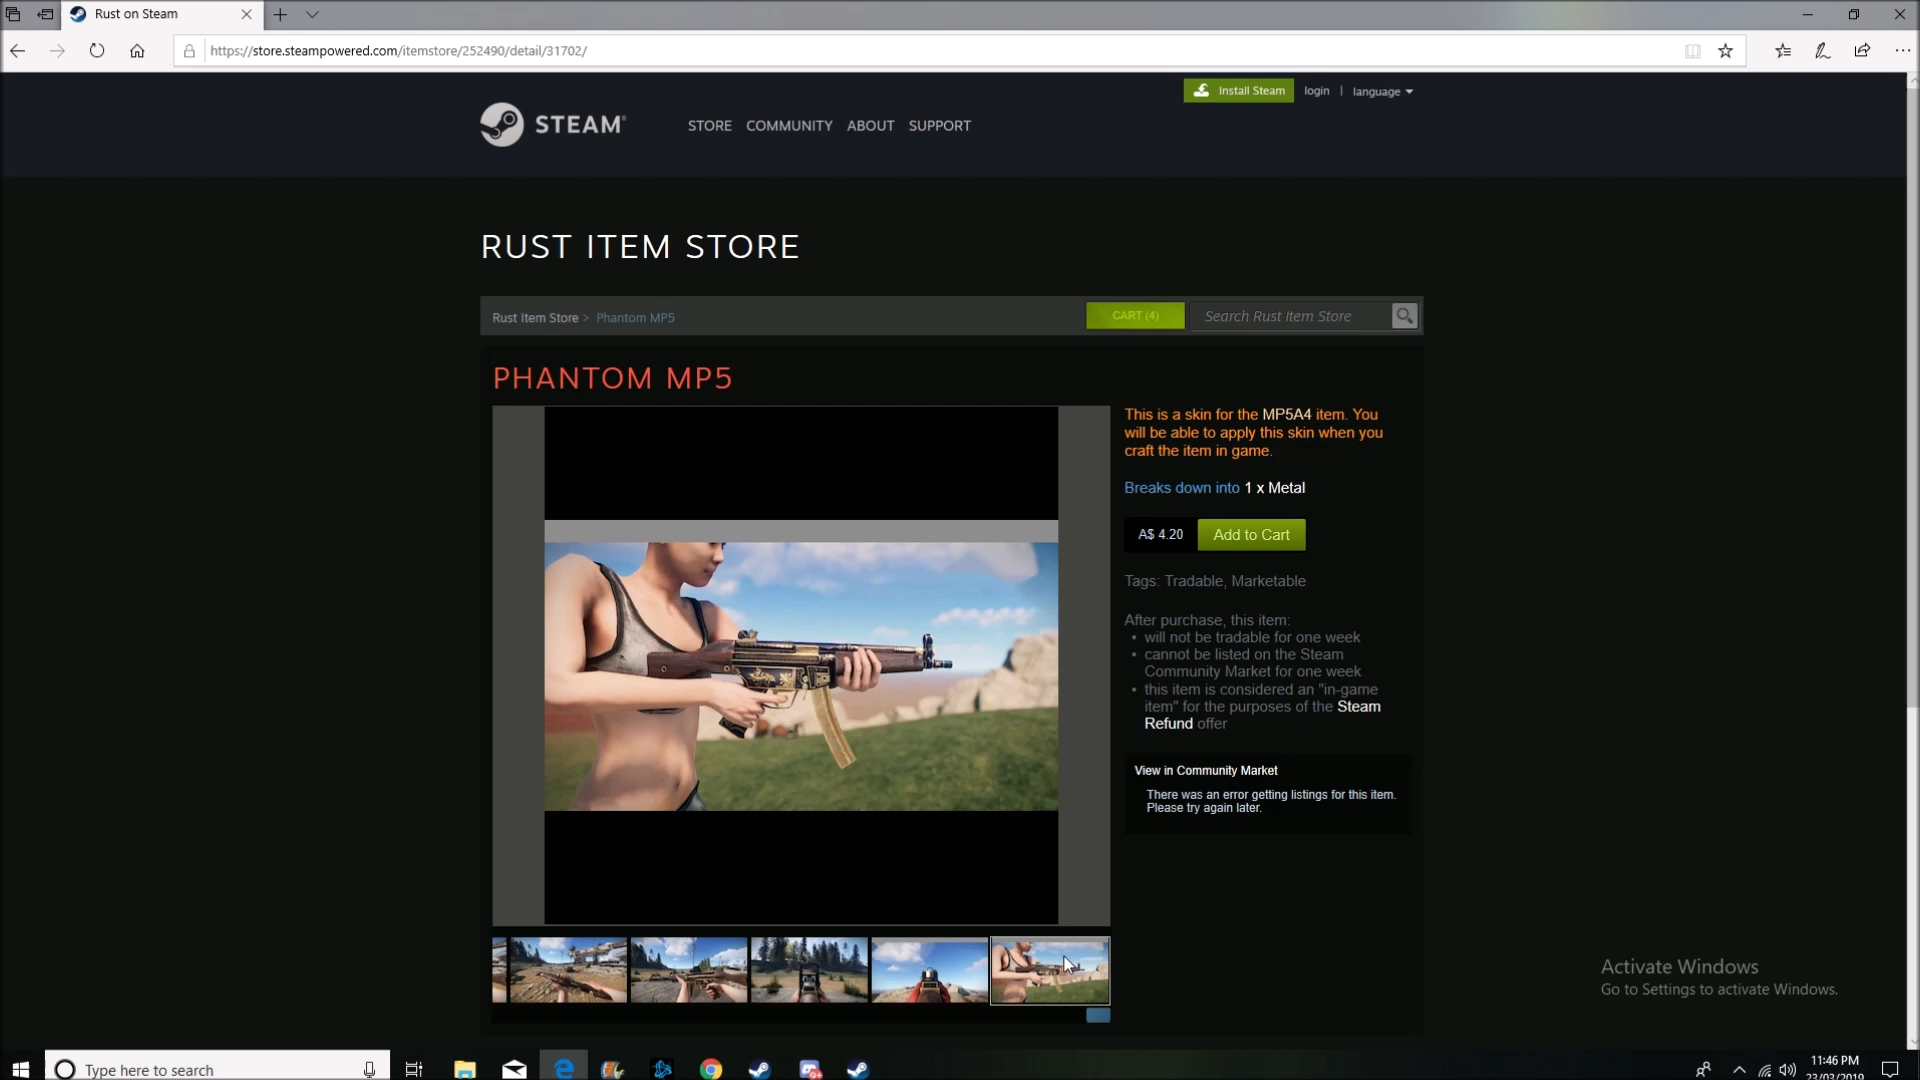 Rust on Steam
https://store.steampowered.com/itemstore/252490/detail/31702/
Install Steam
login
|
language
STEAM
STORE
COMMUNITY
ABOUT
SUPPORT
RUST ITEM STORE
Rust Item Store > Phantom MP5
CART (4)
Search Rust Item Store
PHANTOM MP5
This is a skin for the MP5A4 item. You
will be able to apply this skin when you
craft the item in game.
Breaks down into 1 x Metal
A$ 4.20
Add to Cart
Tags: Tradable, Marketable
After purchase, this item:
• will not be tradable for one week
• cannot be listed on the Steam
Community Market for one week
• this item is considered an "in-game
item" for the purposes of the Steam
Refund offer
View in Community Market
There was an error getting listings for this item.
Please try again later.
Activate Windows
Go to Settings to activate Windows.
Type here to search
11:46 PM
23/03/2019